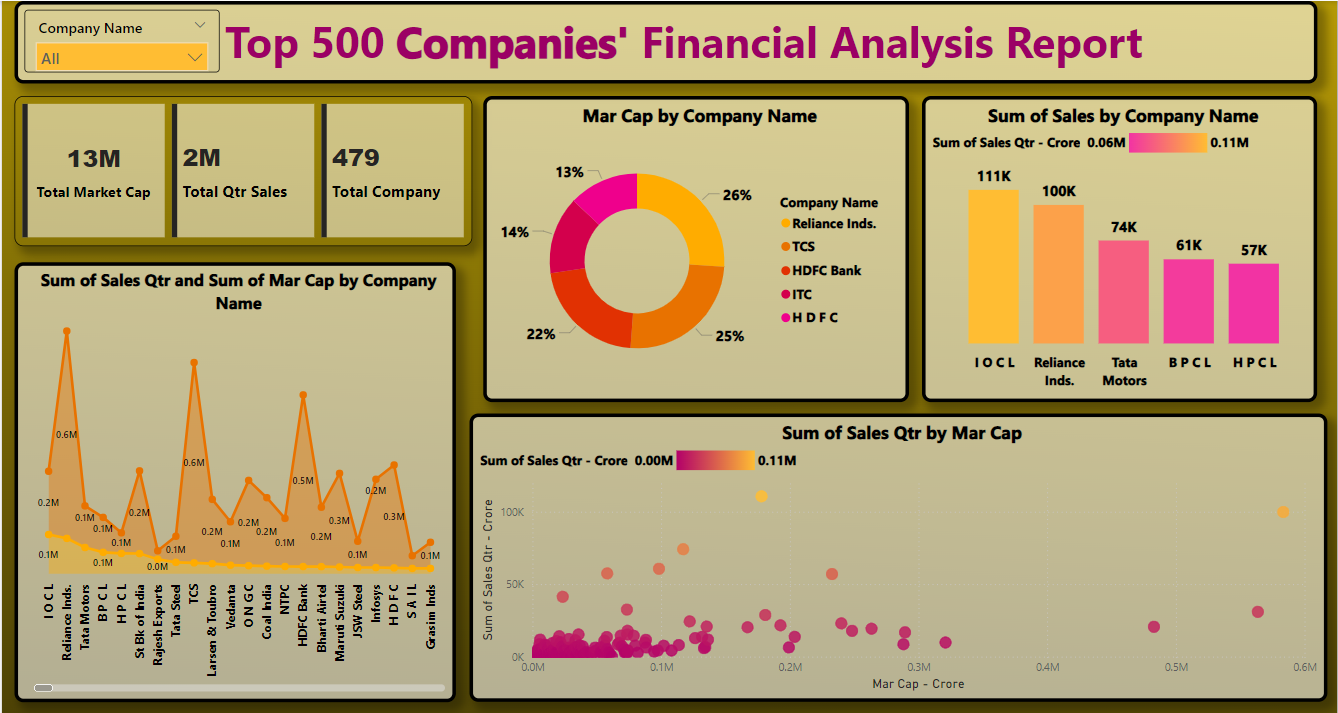 Company Name
All
Top 500 Companies' Financial Analysis Report
13M
Total Market Cap
2M
Total Qtr Sales
479
Total Company
Mar Cap by Company Name
13%
26%
14%
22%
25%
Company Name
Reliance Inds.
TCS
HDFC Bank
ITC
H D F C
Sum of Sales by Company Name
Sum of Sales Qtr - Crore 0.06M 0.11M
111K
100K
74K
61K
57K
I O C L
Reliance
Inds.
Tata
Motors
B P C L
H P C L
Sum of Sales Qtr and Sum of Mar Cap by Company
Name
0.6M
0.6M
0.5M
0.2M
0.2M
0.3M
0.2M
0.1M
0.1M
0.2M
0.2M
0.2M
0.3M
0.2M
0.1M
0.1M
0.1M
0.1M
0.1M
0.1M
0.1M
0.0M
0.1M
I O C L
Reliance Inds.
Tata Motors
B P C L
H P C L
St Bk of India
Rajesh Exports
Tata Steel
TCS
Larsen & Toubro
Vedanta
O N G C
Coal India
NTPC
HDFC Bank
Bharti Airtel
Maruti Suzuki
JSW Steel
Infosys
H D F C
S A I L
Grasim Inds
Sum of Sales Qtr by Mar Cap
Sum of Sales Qtr - Crore 0.00M 0.11M
Sum of Sales Qtr - Crore
100K
50K
0K
0.0M
0.1M
0.2M
0.3M
0.4M
0.5M
0.6M
Mar Cap - Crore